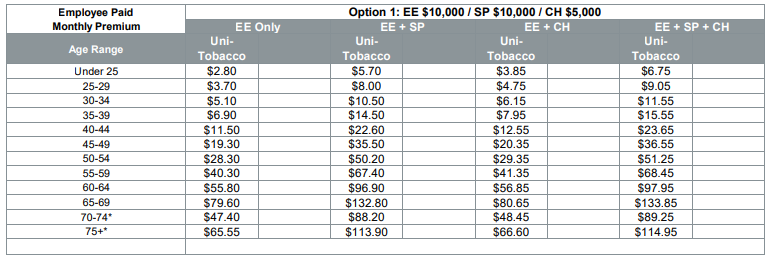 Employee Paid Monthly Premium Option 1: EE $10,000 / SP $10,000 / CH $5,000
EE Only EE + SP EE + CH EE + SP + CH
Age Range Uni-Tobacco Uni-Tobacco Uni-Tobacco Uni-Tobacco
Under 25 $2.80 $5.70 $3.85 $6.75
25-29 $3.70 $8.00 $4.75 $9.05
30-34 $5.10 $10.50 $6.15 $11.55
35-39 $6.90 $14.50 $7.95 $15.55
40-44 $11.50 $22.60 $12.55 $23.65
45-49 $19.30 $35.50 $20.35 $36.55
50-54 $28.30 $50.20 $29.35 $51.25
55-59 $40.30 $67.40 $41.35 $68.45
60-64 $55.80 $96.90 $56.85 $97.95
65-69 $79.60 $132.80 $80.65 $133.85
70-74* $47.40 $88.20 $48.45 $89.25
75+* $65.55 $113.90 $66.60 $114.95